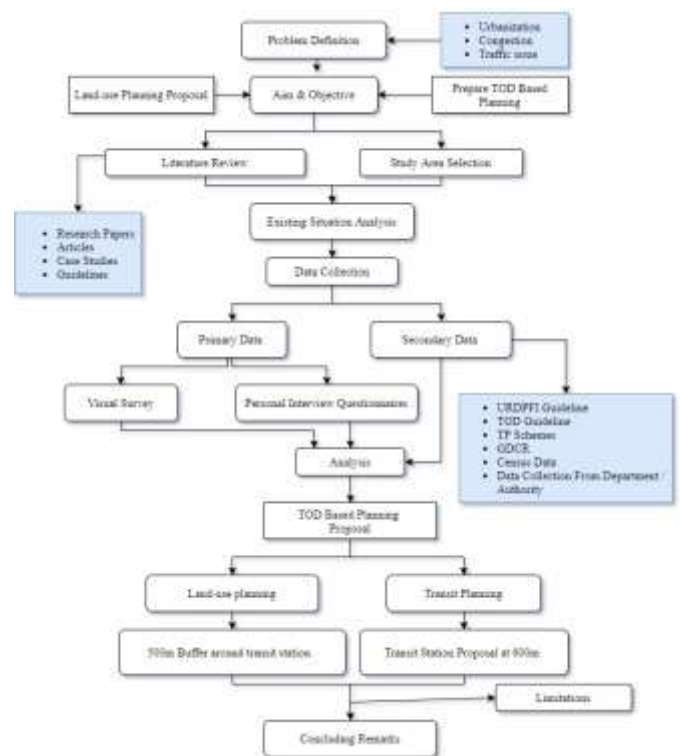 Problem Definition
• Urbanization
• Congestion
• Traffic issue
Land-use Planning Proposal
Aim & Objective
Prepare TOD Based
Planning
Literature Review
Study Area Selection
• Research Papers
• Articles
• Case Studies
• Guidelines
Existing Situation Analysis
Data Collection
Primary Data
Secondary Data
Visual Survey
Personal Interview Questionnaires
• URDPFI Guideline
• TOD Guideline
• TP Schemes
• GDCR
• Census Data
• Data Collection From Department /
Authority
Analysis
TOD Based Planning
Proposal
Land-use planning
Transit Planning
500m Buffer around transit station
Transit Station Proposal at 800m
Limitations
Concluding Remarks